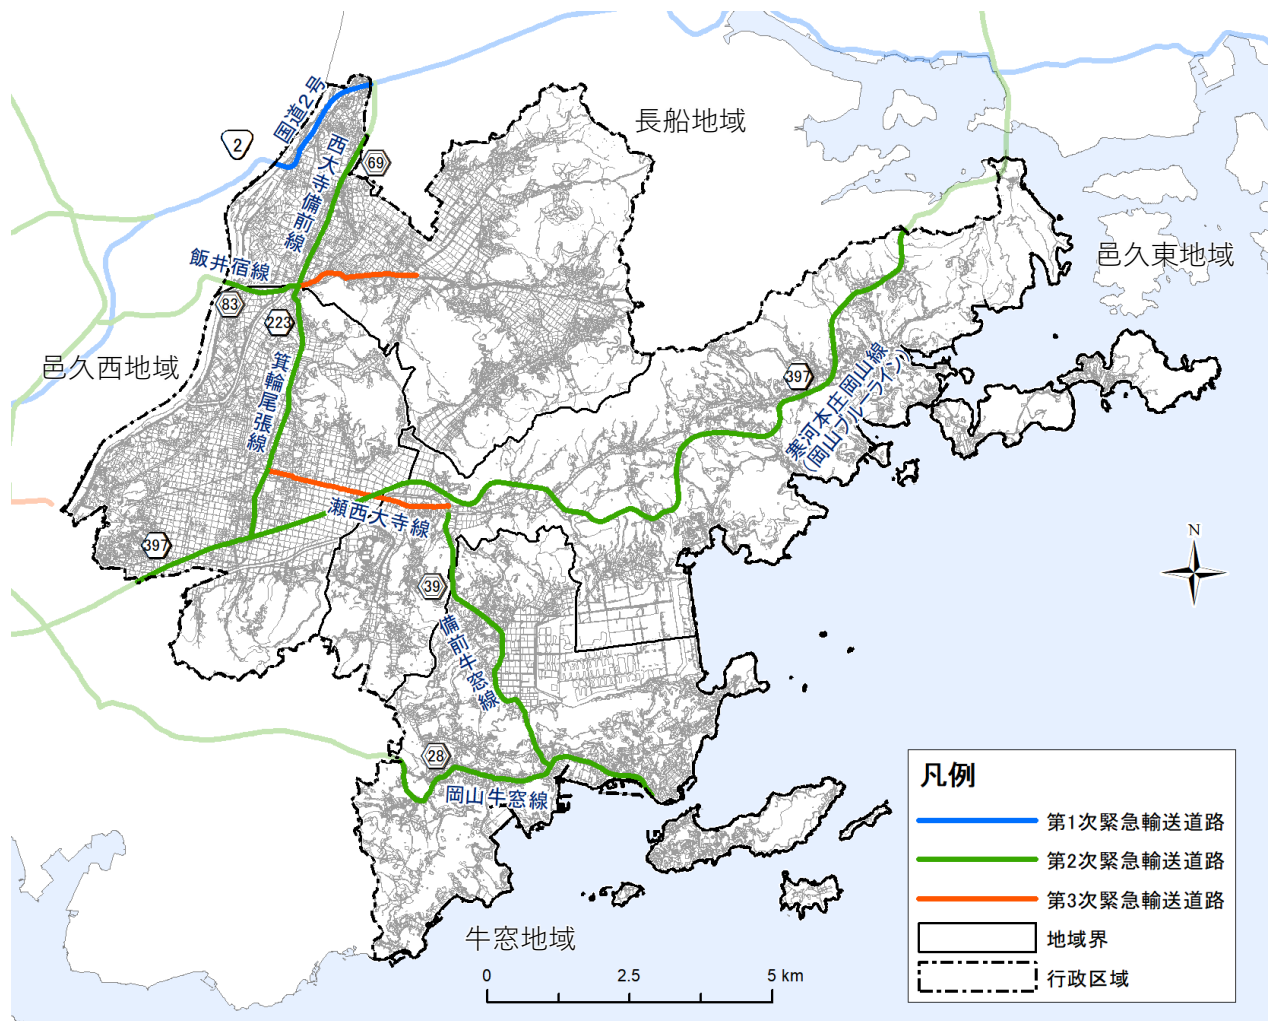 長船地域
国道2号
2
西大寺備前線
69
邑久東地域
飯井宿線
83
223
邑久西地域
箕輪尾張線
397
寒河本庄岡山線
(岡山ブルーライン)
瀬西大寺線
397
N
39
備前牛窓線
28
岡山牛窓線
牛窓地域
0 2.5 5 km
凡例
第1次緊急輸送道路
第2次緊急輸送道路
第3次緊急輸送道路
地域界
行政区域